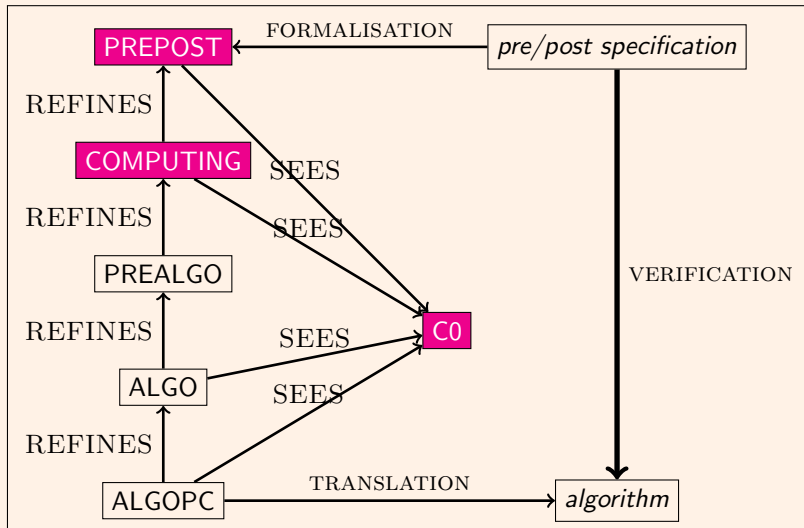 FORMALISATION
PREPOST
pre/post specification
REFINES
COMPUTING
SEES
REFINES
SEES
PREALGO
VERIFICATION
REFINES
SEES
C0
ALGO
SEES
REFINES
TRANSLATION
ALGOPC
algorithm